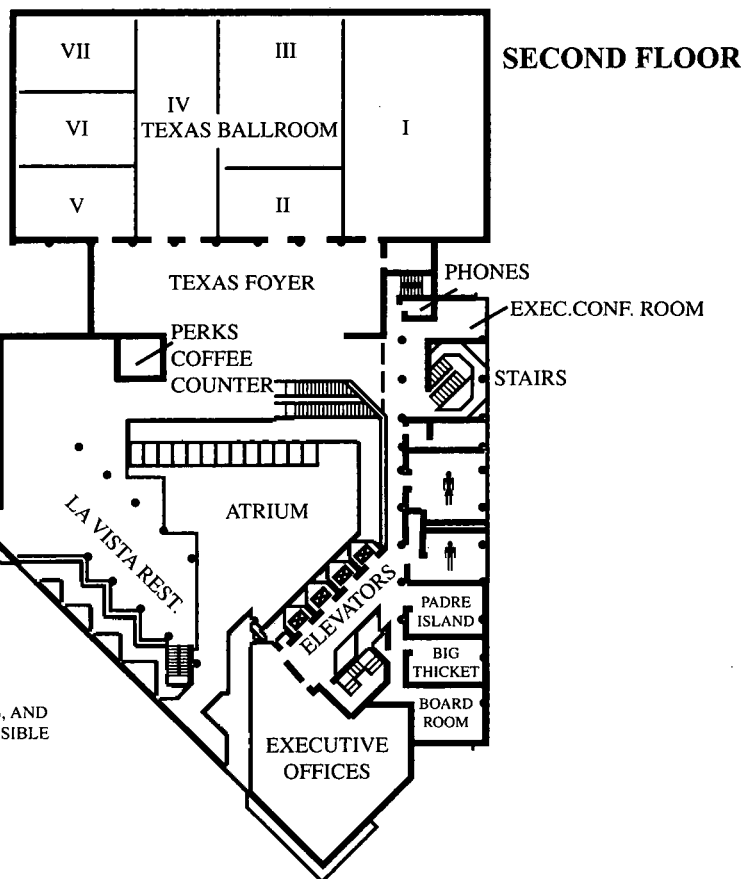 SECOND FLOOR
VII
III
IV
VI
TEXAS BALLROOM
I
V
II
TEXAS FOYER
PHONES
EXEC.CONF. ROOM
PERKS
COFFEE
COUNTER
STAIRS
ATRIUM
LA VISTA REST.
ELEVATORS
PADRE
ISLAND
BIG
THICKET
BOARD
ROOM
EXECUTIVE
OFFICES
, AND
SIBLE